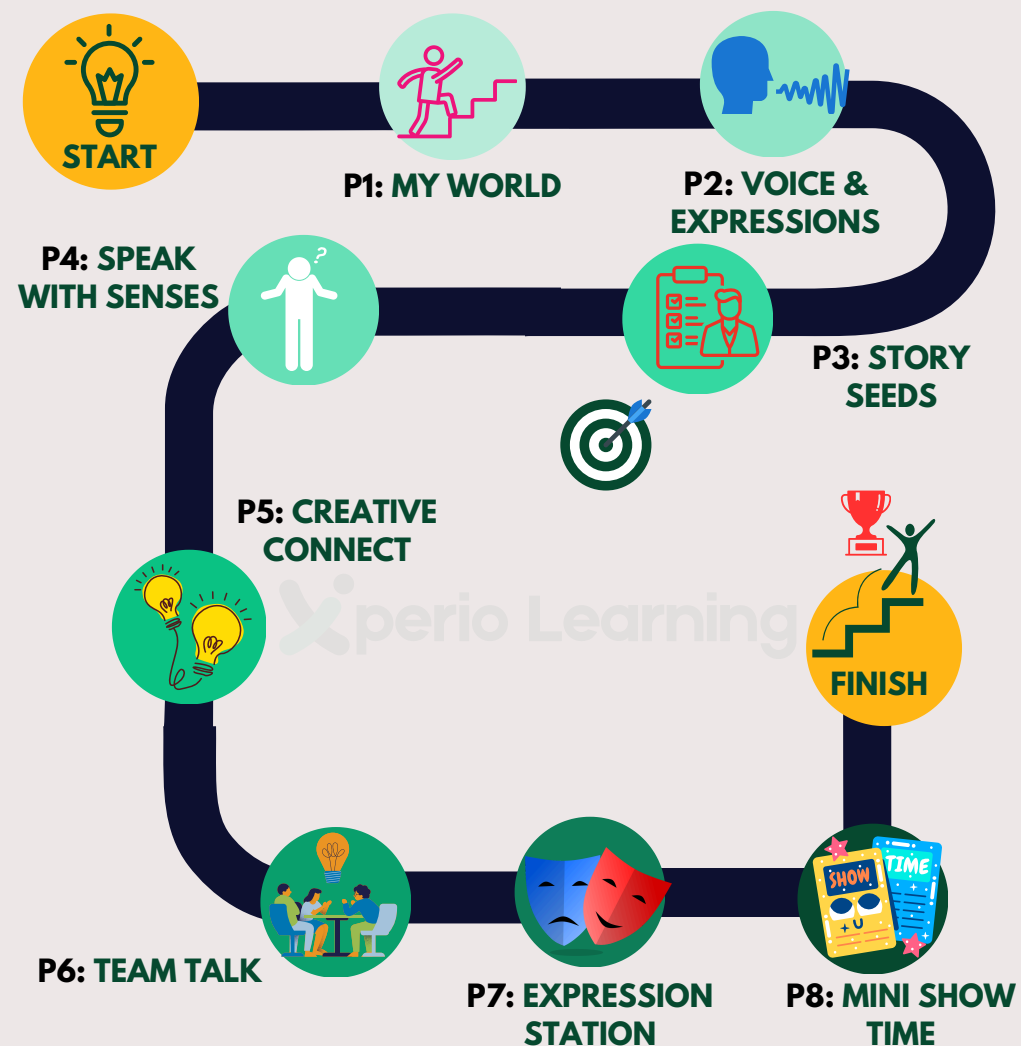 START
P1: MY WORLD
P2: VOICE &
EXPRESSIONS
P3: STORY
SEEDS
P4: SPEAK
WITH SENSES
?
P5: CREATIVE
CONNECT
Xperio Learning
P6: TEAM TALK
P7: EXPRESSION
STATION
SHOW
TIME
P8: MINI SHOW
TIME
FINISH